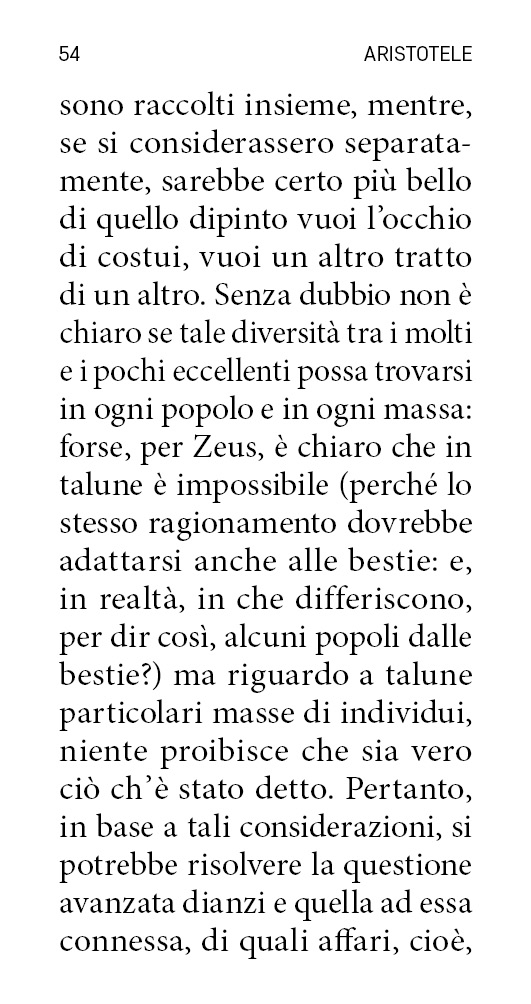 54 ARISTOTELE
sono raccolti insieme, mentre,
se si considerassero separata-
mente, sarebbe certo più bello
di quello dipinto vuoi l’occhio
di costui, vuoi un altro tratto
di un altro. Senza dubbio non è
chiaro se tale diversità tra i molti
e i pochi eccellenti possa trovarsi
in ogni popolo e in ogni massa:
forse, per Zeus, è chiaro che in
talune è impossibile (perché lo
stesso ragionamento dovrebbe
adattarsi anche alle bestie: e,
in realtà, in che differiscono,
per dir così, alcuni popoli dalle
bestie?) ma riguardo a talune
particolari masse di individui,
niente proibisce che sia vero
ciò ch’è stato detto. Pertanto,
in base a tali considerazioni, si
potrebbe risolvere la questione
avanzata dianzi e quella ad essa
connessa, di quali affari, cioè,